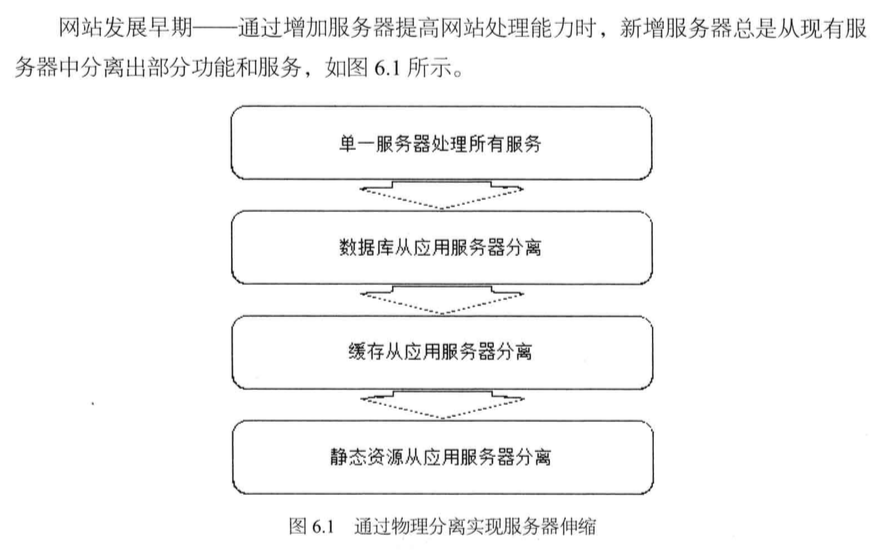 网站发展早期——通过增加服务器提高网站处理能力时，新增服务器总是从现有服
务器中分离出部分功能和服务，如图 6.1 所示。
单一服务器处理所有服务
数据库从应用服务器分离
缓存从应用服务器分离
静态资源从应用服务器分离
图 6.1 通过物理分离实现服务器伸缩